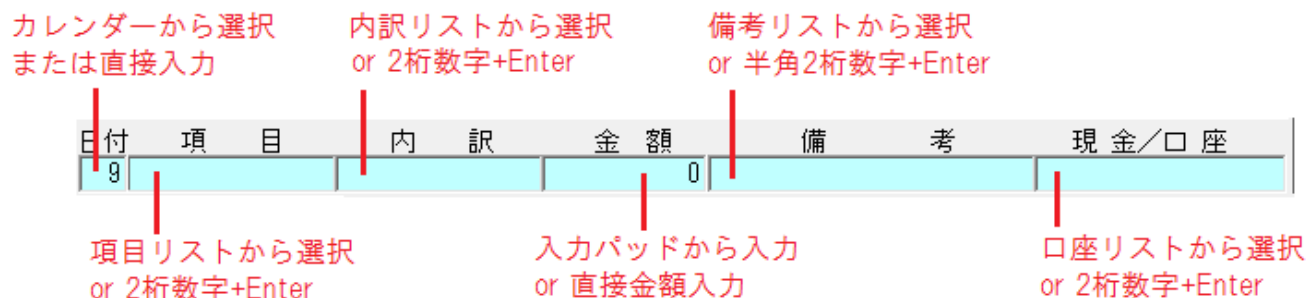 カレンダーから選択
または直接入力
内訳リストから選択
or 2桁数字+Enter
備考リストから選択
or 半角2桁数字+Enter
日付 項目 内訳 金額 備考 現金/口座
9 0
項目リストから選択
or 2桁数字+Enter
入力パッドから入力
or 直接金額入力
口座リストから選択
or 2桁数字+Enter